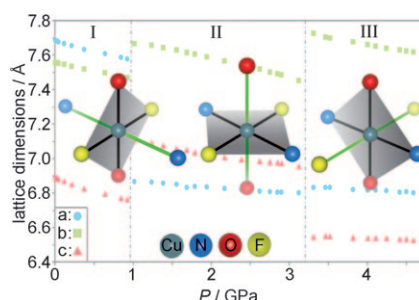 I II III
lattice dimensions / Å
7.8
7.6
7.4
7.2
7.0
6.8
6.6
6.4
a:
b:
c:
Cu N O F
0 1 2 3 4
P / GPa